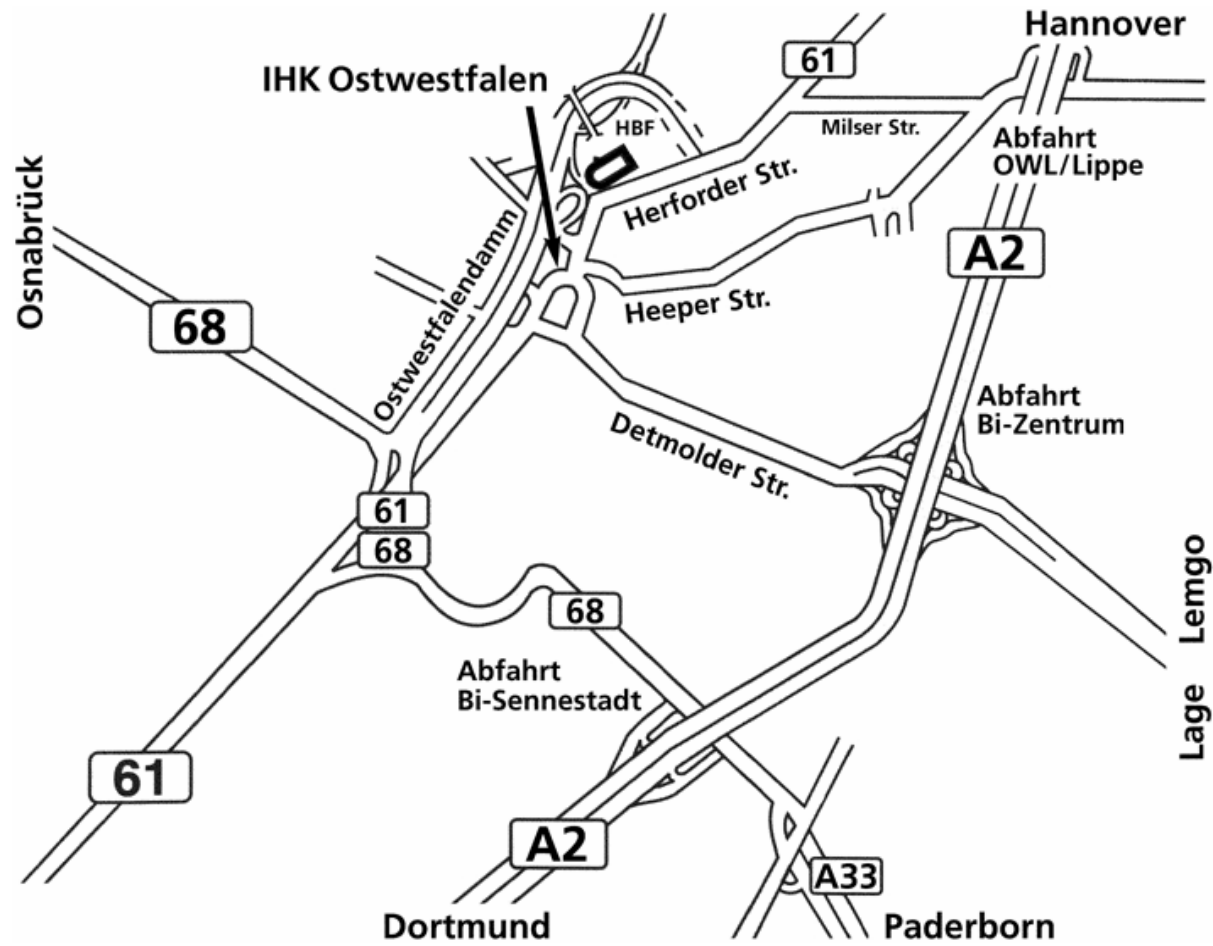 Hannover
61
IHK Ostwestfalen
HBF
Milser Str.
Abfahrt
OWL/Lippe
Osnabrück
Herforder Str.
Ostwestfalendamm
A2
68
Heeper Str.
Abfahrt
Bi-Zentrum
Detmolder Str.
61
68
68
Lemgo
Abfahrt
Bi-Sennestadt
Lage
61
A2
A33
Dortmund
Paderborn